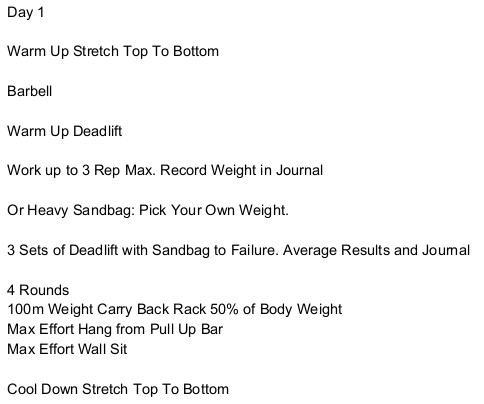 Day 1
Warm Up Stretch Top To Bottom
Barbell
Warm Up Deadlift
Work up to 3 Rep Max. Record Weight in Journal
Or Heavy Sandbag: Pick Your Own Weight.
3 Sets of Deadlift with Sandbag to Failure. Average Results and Journal
4 Rounds
100m Weight Carry Back Rack 50% of Body Weight
Max Effort Hang from Pull Up Bar
Max Effort Wall Sit
Cool Down Stretch Top To Bottom